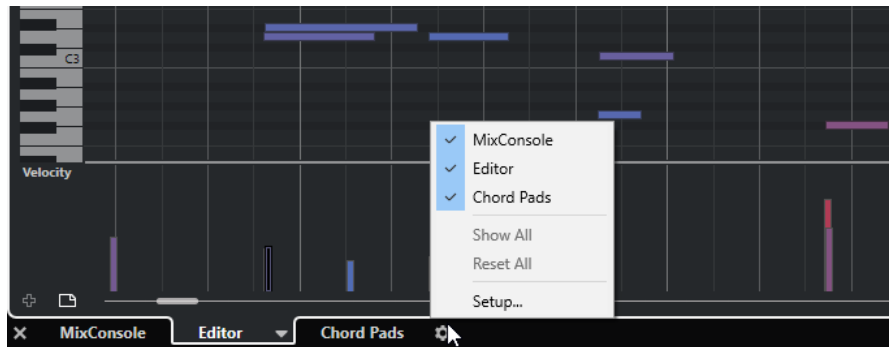 C3
Velocity
MixConsole
Editor
Chord Pads
Show All
Reset All
Setup...
MixConsole Editor Chord Pads